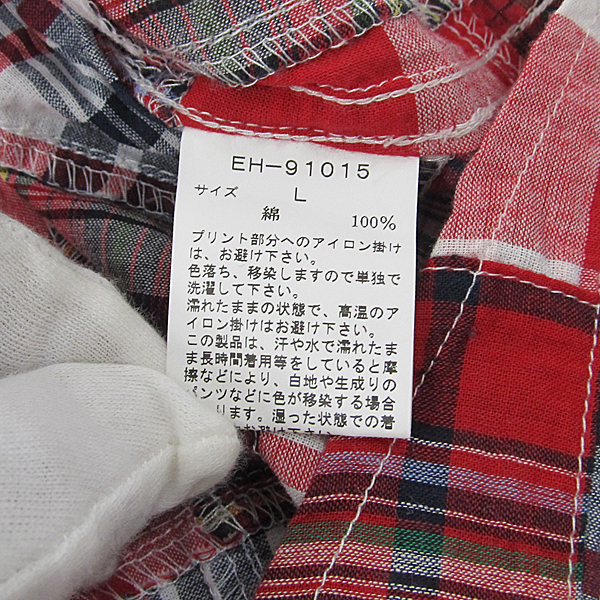 EH-91015
サイズ L
綿 100%
プリント部分へのアイロン掛け
は、お避け下さい。
色落ち、移染しますので単独で
洗濯して下さい。
濡れたままの状態で、高温のア
イロン掛けはお避け下さい。
この製品は、汗や水で濡れたま
ま長時間着用等をしていると摩
擦などにより、白地や生成りの
パンツなどに色が移染する場合
ります。湿った状態での着
お避け下さい。